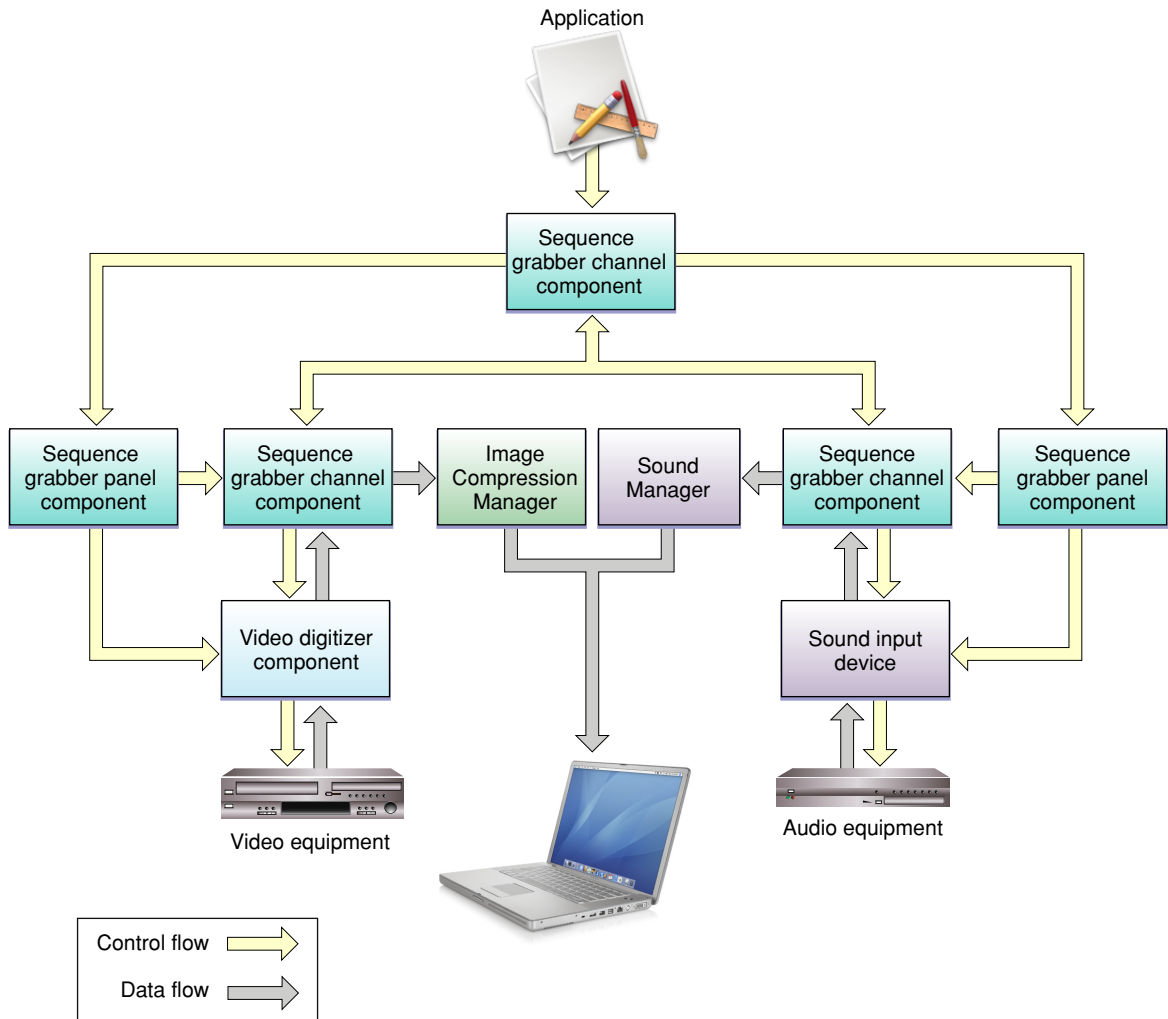 Application
Sequence
grabber channel
component
Sequence
grabber panel
component
Sequence
grabber channel
component
Image
Compression
Manager
Sound
Manager
Sequence
grabber channel
component
Sequence
grabber panel
component
Video digitizer
component
Sound input
device
Video equipment
Audio equipment
Control flow
Data flow